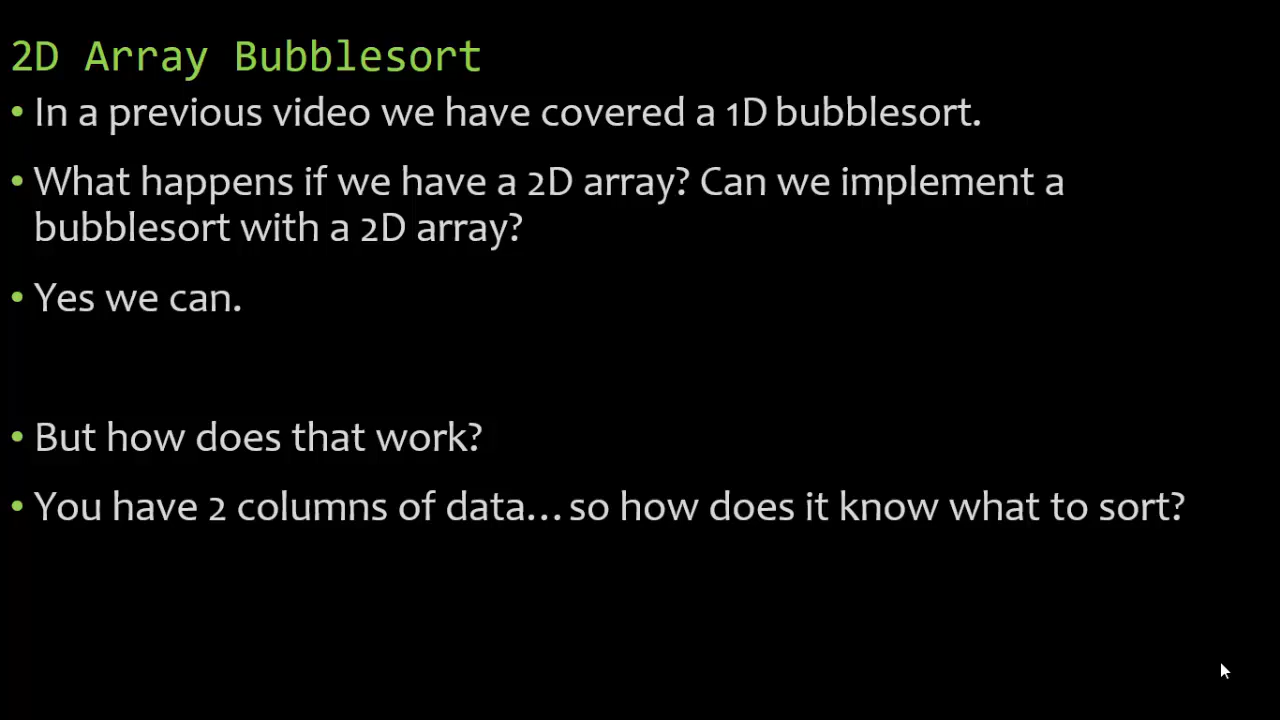 2D Array Bubblesort
• In a previous video we have covered a 1D bubblesort.
• What happens if we have a 2D array? Can we implement a
bubblesort with a 2D array?
• Yes we can.
• But how does that work?
• You have 2 columns of data...so how does it know what to sort?